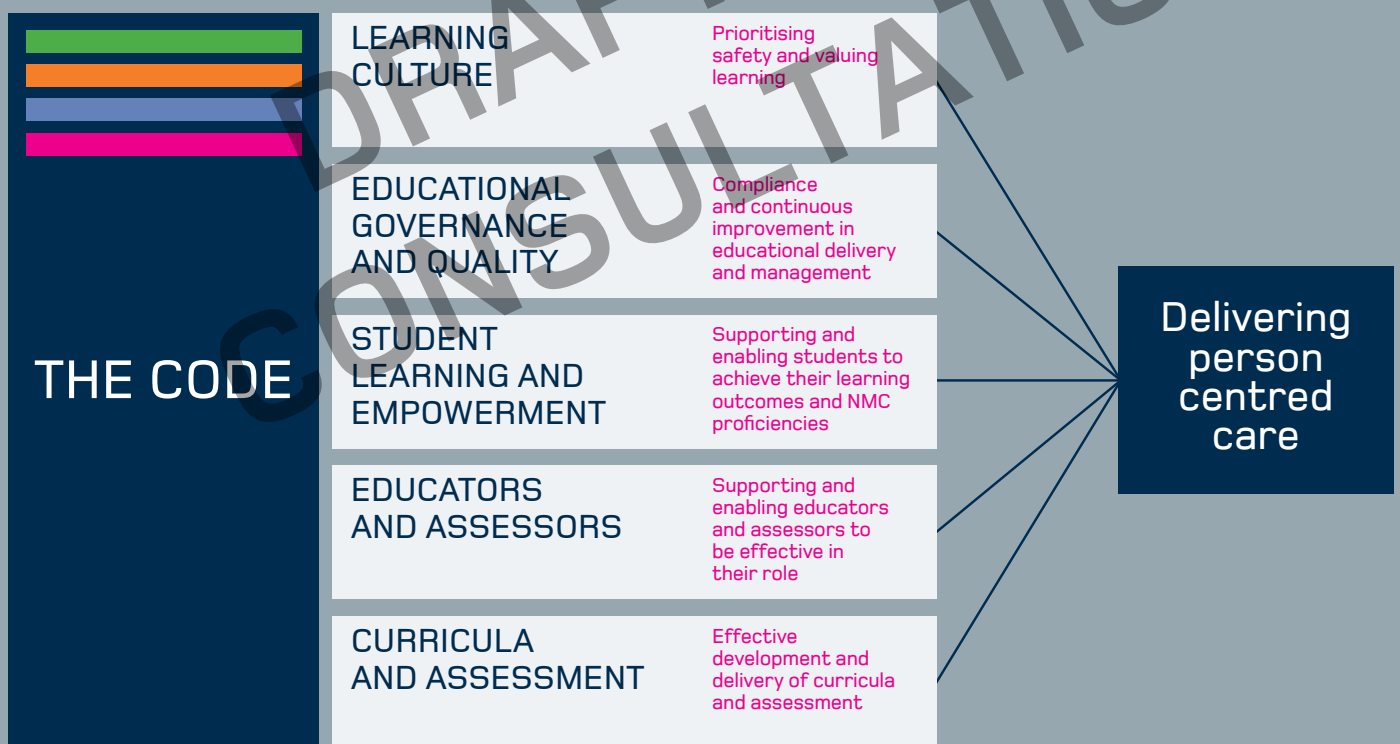 THE CODE
LEARNING
CULTURE
Prioritising
safety and valuing
learning
EDUCATIONAL
GOVERNANCE
AND QUALITY
Compliance
and continuous
improvement in
educational delivery
and management
STUDENT
LEARNING AND
EMPOWERMENT
Supporting and
enabling students to
achieve their learning
outcomes and NMC
proficiencies
EDUCATORS
AND ASSESSORS
Supporting and
enabling educators
and assessors to
be effective in
their role
CURRICULA
AND ASSESSMENT
Effective
development and
delivery of curricula
and assessment
Delivering
person
centred
care